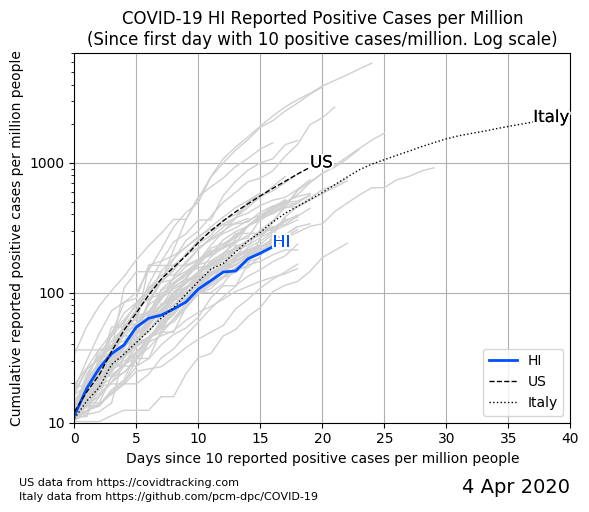 COVID-19 HI Reported Positive Cases per Million
(Since first day with 10 positive cases/million. Log scale)
Cumulative reported positive cases per million people
1000
100
10
Italy
US
HI
HI
US
Italy
0 5 10 15 20 25 30 35 40
Days since 10 reported positive cases per million people
US data from https://covidtracking.com
Italy data from https://github.com/pcm-dpc/COVID-19
4 Apr 2020